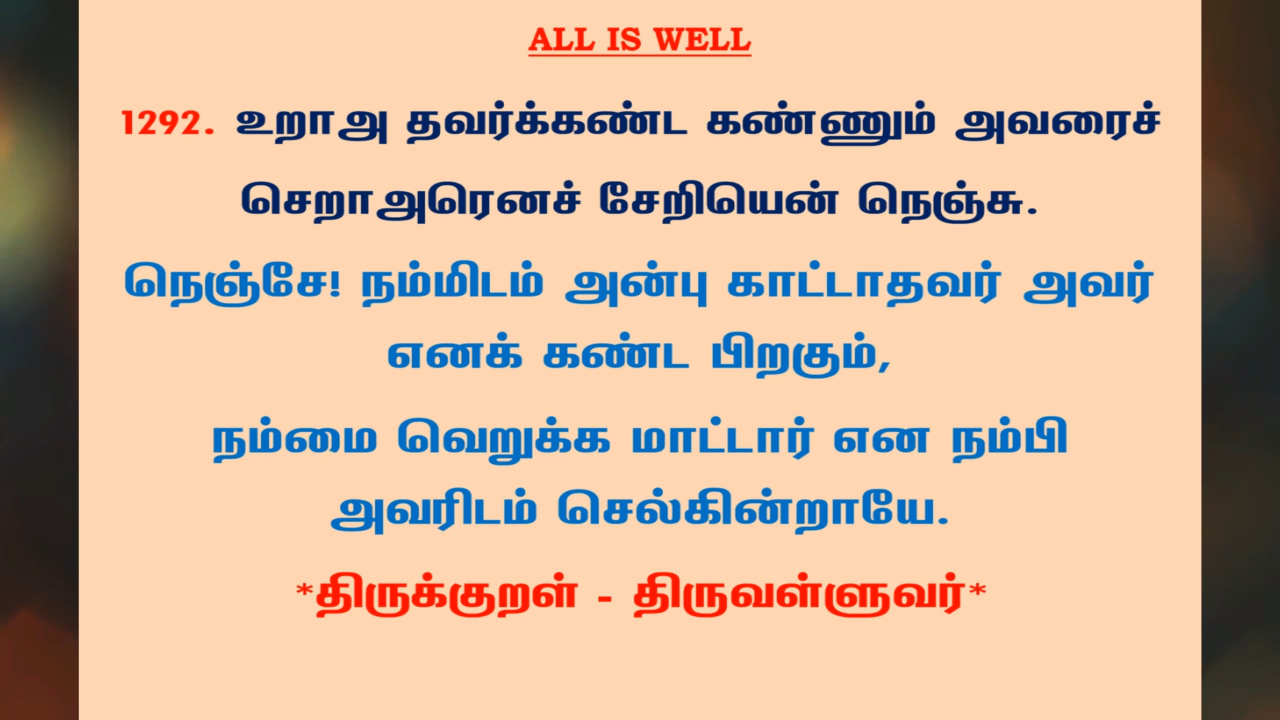 ALL IS WELL
1292. உறாஅ தவர்க்கண்ட கண்ணும் அவரைச்
செறாஅரெனச் சேறியென் நெஞ்சு.
நெஞ்சே! நம்மிடம் அன்பு காட்டாதவர் அவர்
எனக் கண்ட பிறகும்,
நம்மை வெறுக்க மாட்டார் என நம்பி
அவரிடம் செல்கின்றாயே.
*திருக்குறள் - திருவள்ளுவர்*